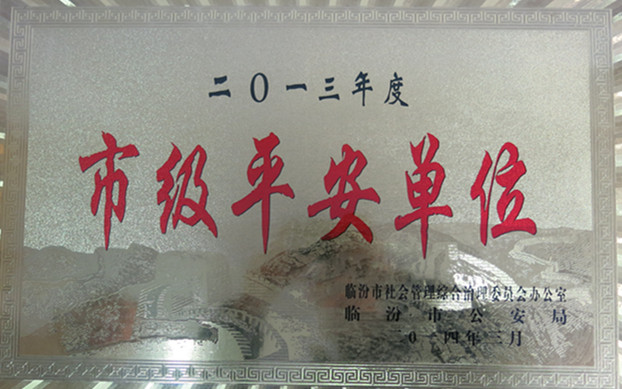 二〇一三年度
市级平安单位
临汾市社会管理综合治理委员会办公室
临汾市公安局
二〇一四年三月